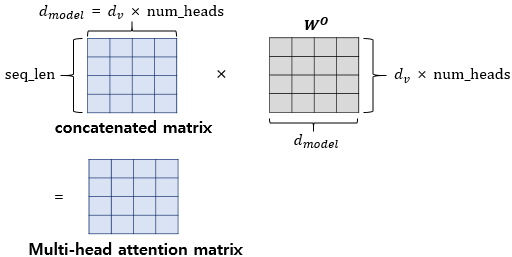 d_model = d_v × num_heads
W^O
seq_len
×
d_v × num_heads
concatenated matrix
d_model
=
Multi-head attention matrix